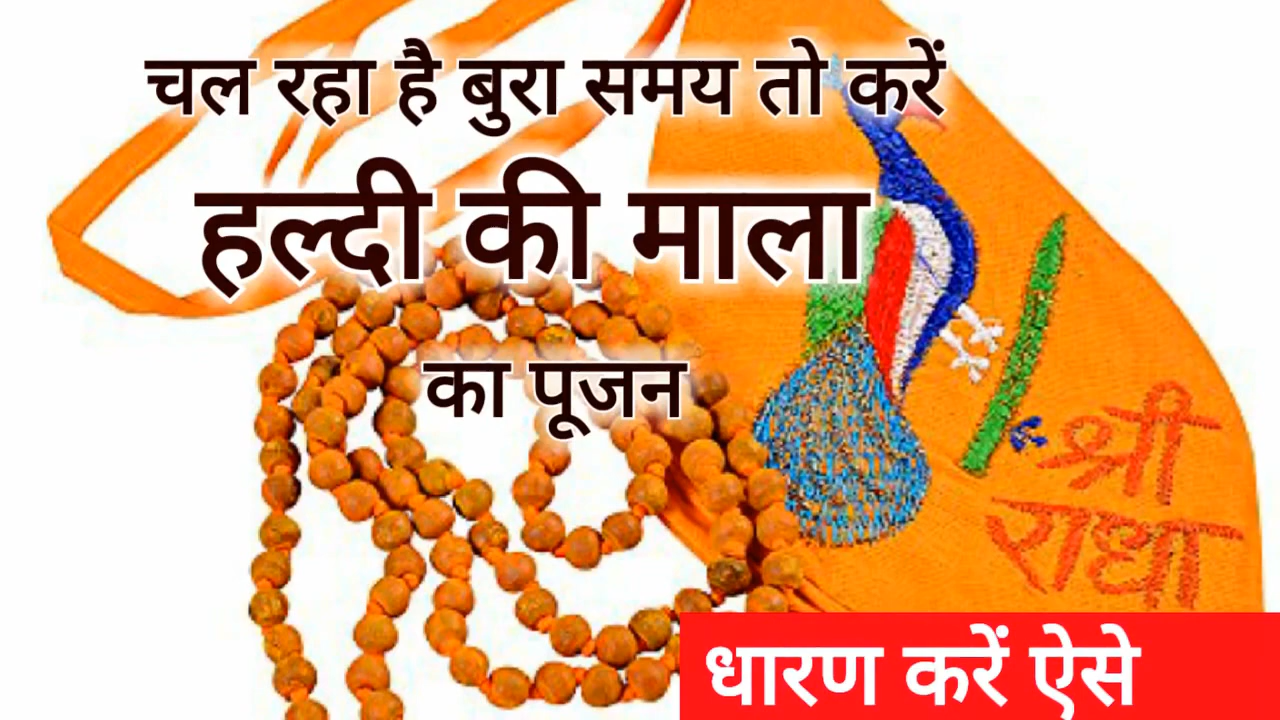 चल रहा है बुरा समय तो करें
हल्दी की माला
का पूजन
श्री
राधा
धारण करें ऐसे